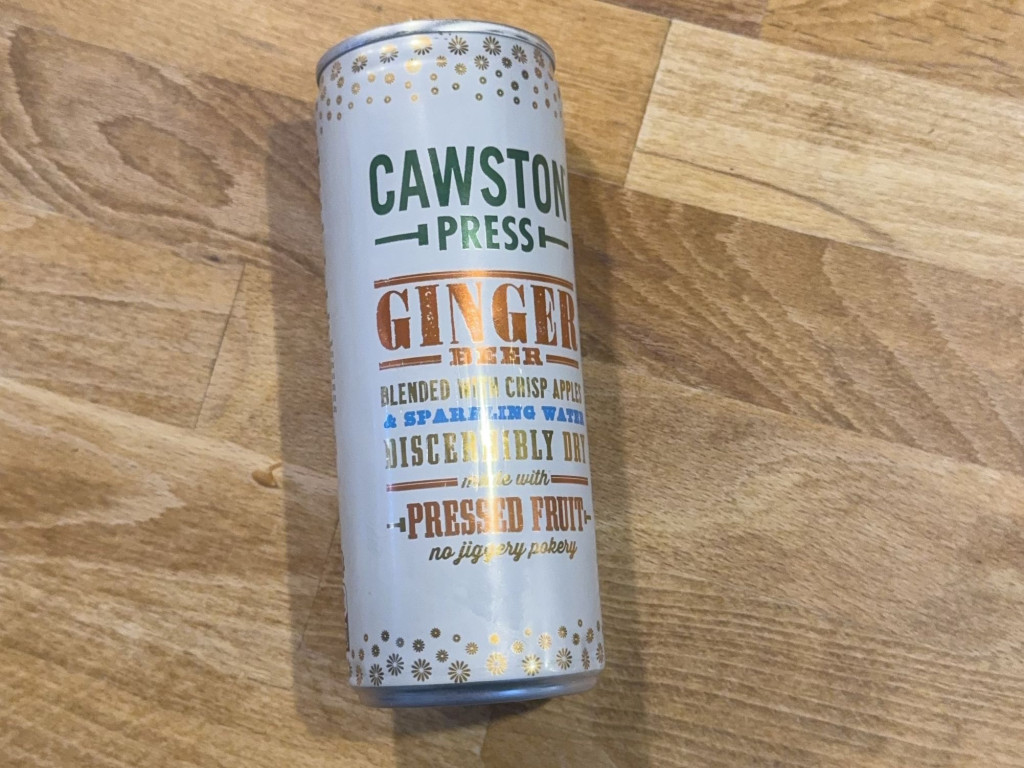 CAWSTON
PRESS
GINGER
BEER
BLENDED WITH CRISP APPLES
& SPARKLING WATER
DISCERNIBLY DRY
made with
PRESSED FRUIT
no jiggery pokery